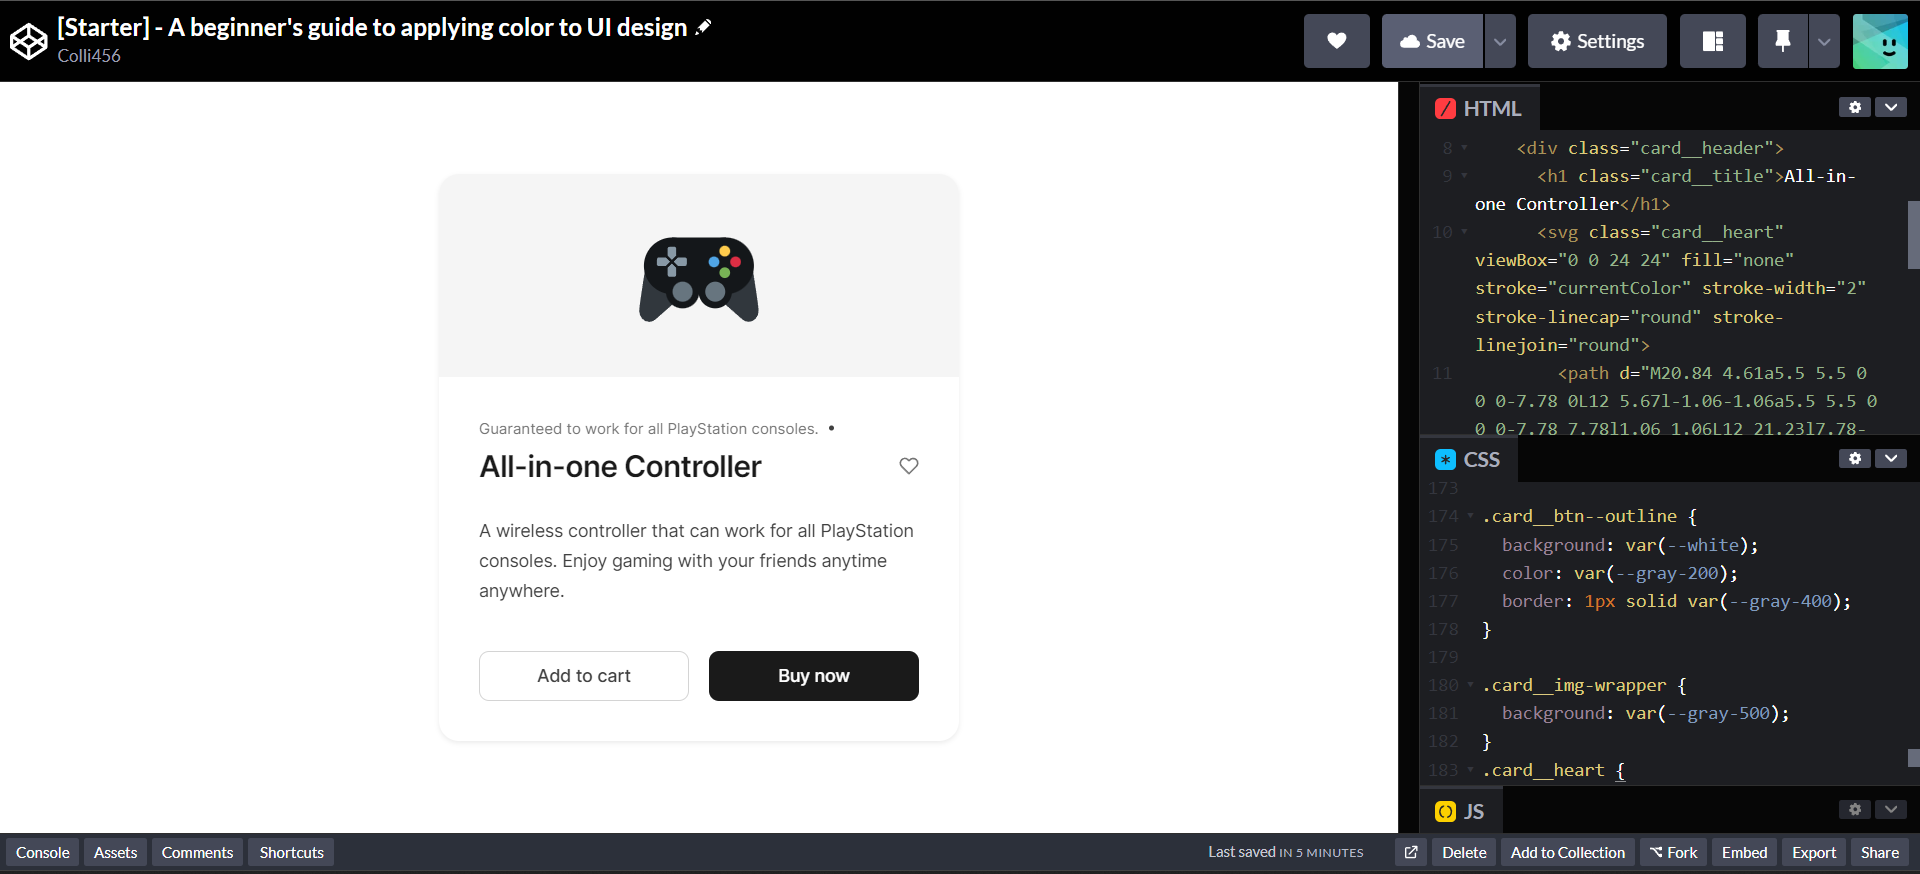 [Starter] - A beginner's guide to applying color to UI design
Colli456
Save
Settings
Guaranteed to work for all PlayStation consoles. •
All-in-one Controller
A wireless controller that can work for all PlayStation
consoles. Enjoy gaming with your friends anytime
anywhere.
Add to cart
Buy now
HTML
8 <div class="card__header">
9 <h1 class="card__title">All-in-
one Controller</h1>
10 <svg class="card__heart"
viewBox="0 0 24 24" fill="none"
stroke="currentColor" stroke-width="2"
stroke-linecap="round" stroke-
linejoin="round">
11 <path d="M20.84 4.61a5.5 5.5 0
0 0-7.78 0L12 5.67l-1.06-1.06a5.5 5.5 0
0 0-7.78 7.78l1.06 1.06L12 21.23l7.78-
CSS
173
174 .card__btn--outline {
175 background: var(--white);
176 color: var(--gray-200);
177 border: 1px solid var(--gray-400);
178 }
179
180 .card__img-wrapper {
181 background: var(--gray-500);
182 }
183 .card__heart {
JS
Console
Assets
Comments
Shortcuts
Last saved IN 5 MINUTES
Delete
Add to Collection
Fork
Embed
Export
Share